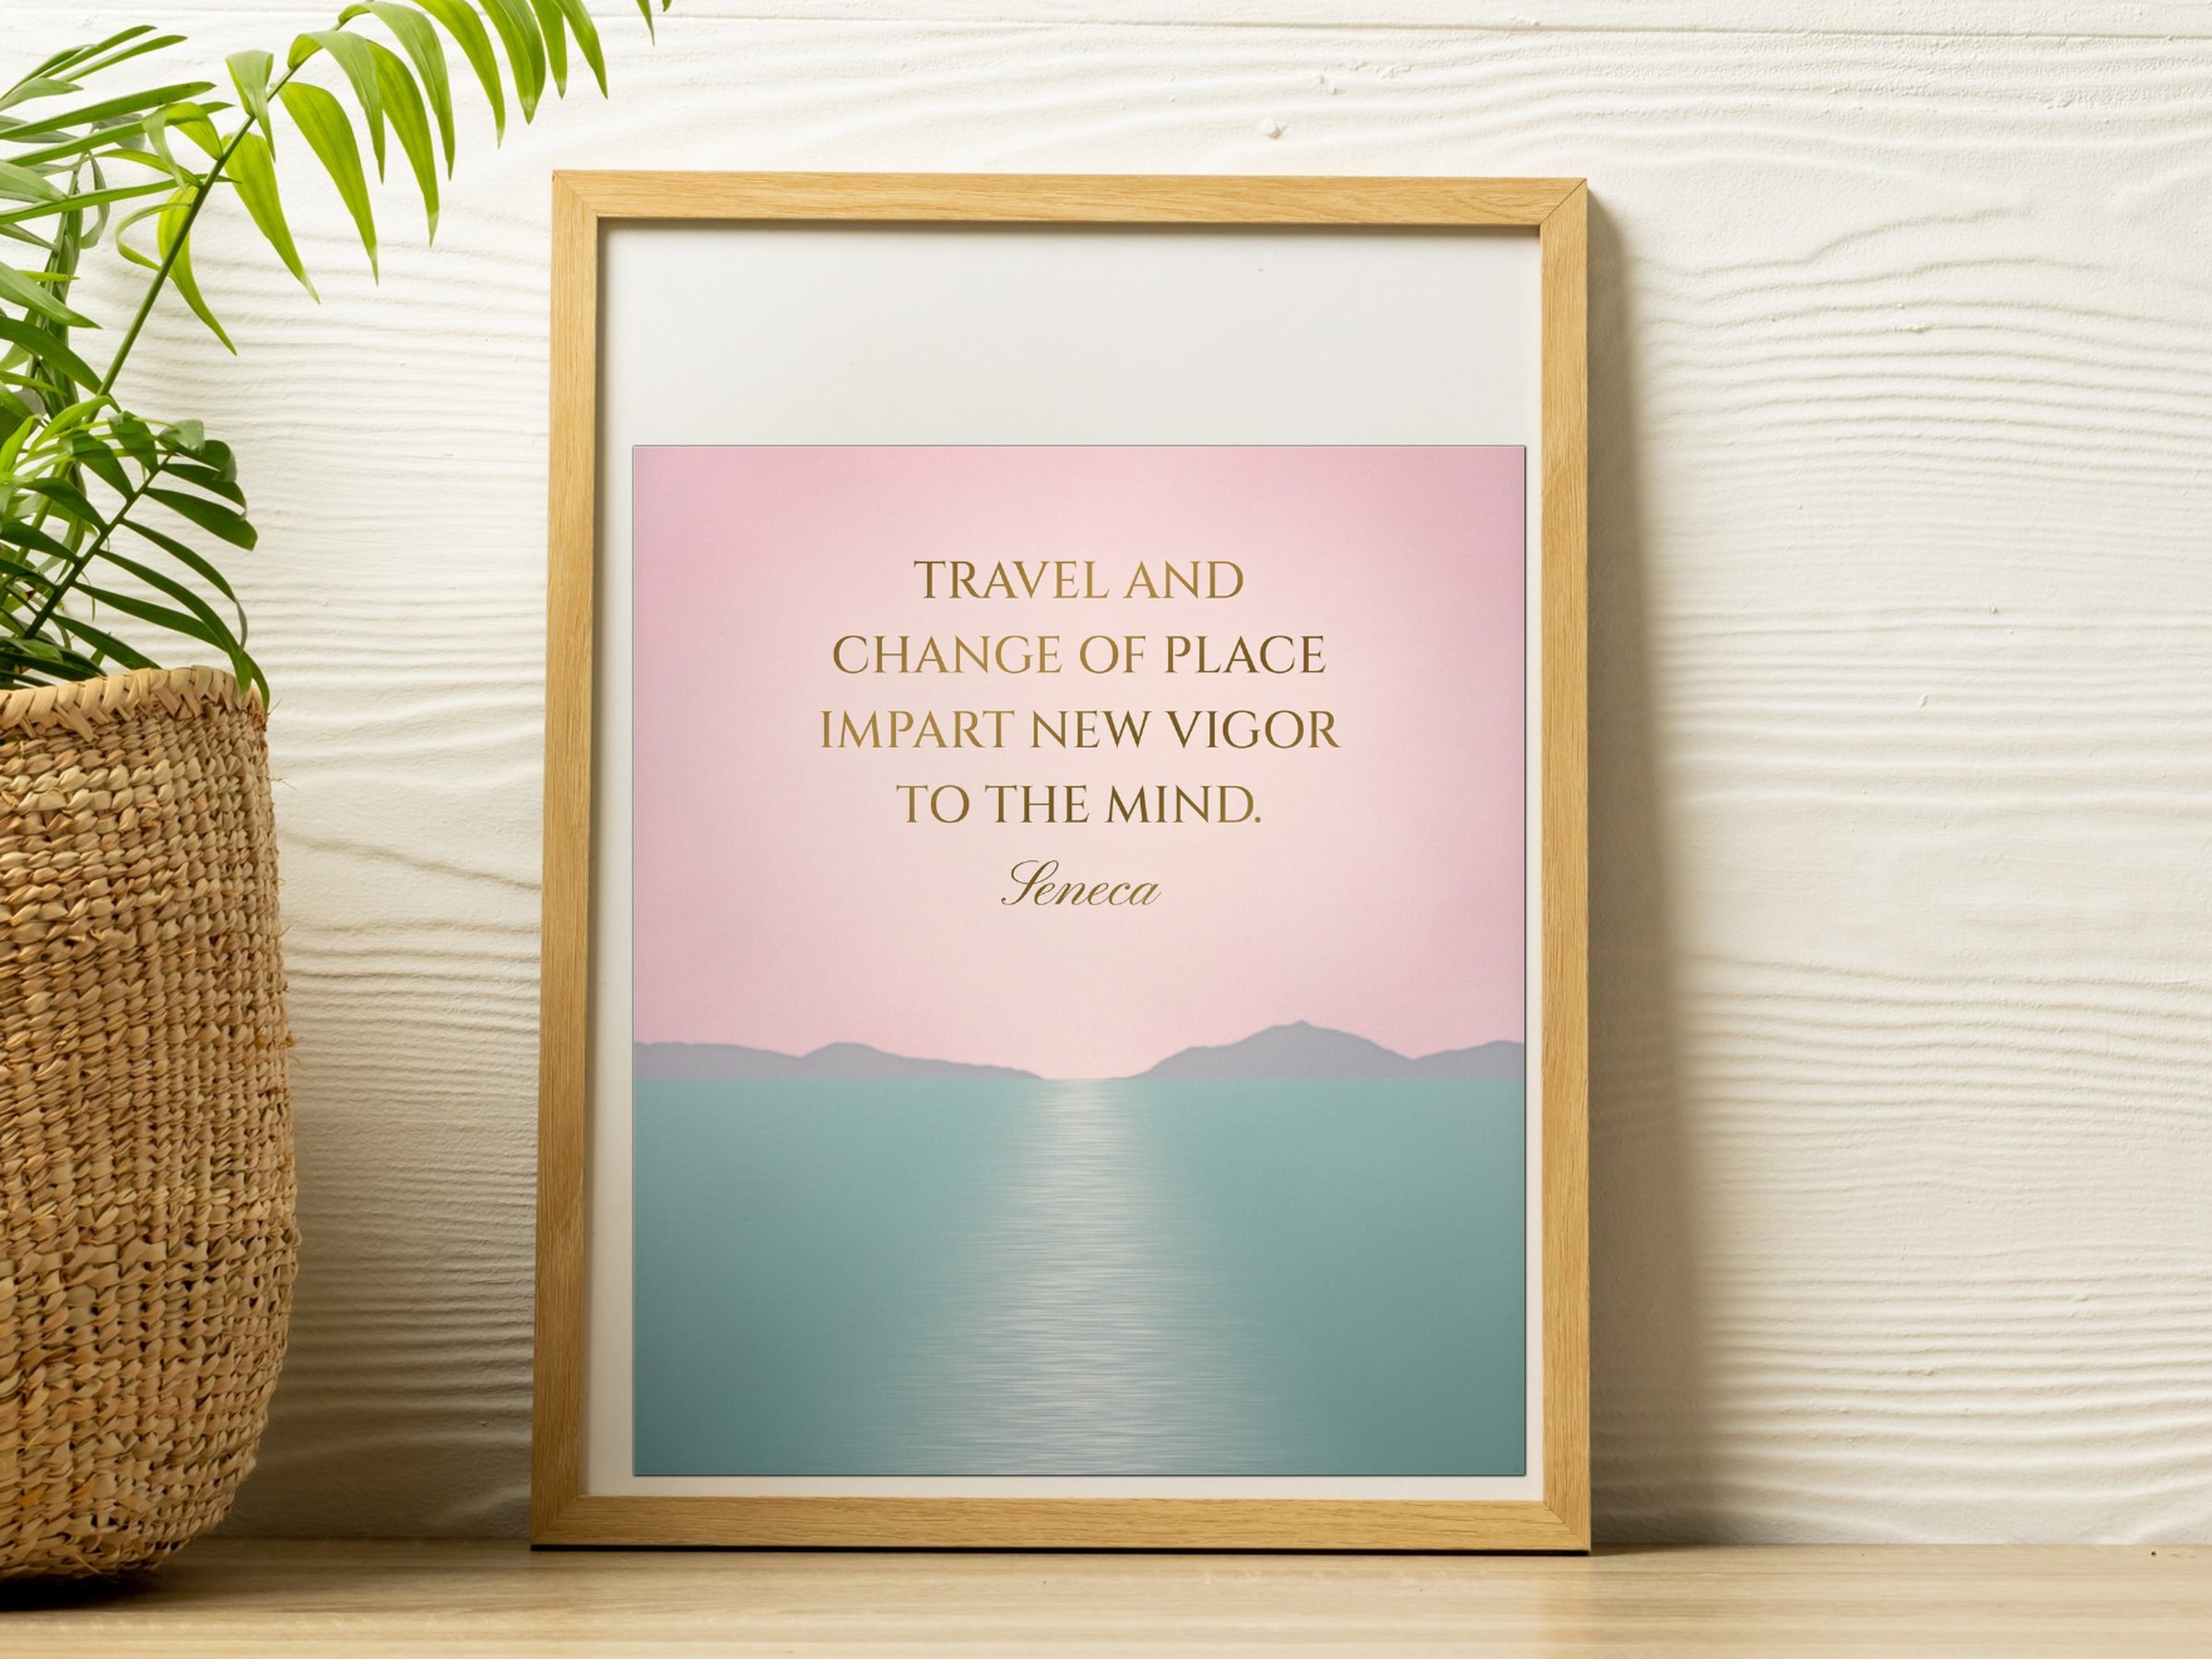 TRAVEL AND
CHANGE OF PLACE
IMPART NEW VIGOR
TO THE MIND.
Seneca